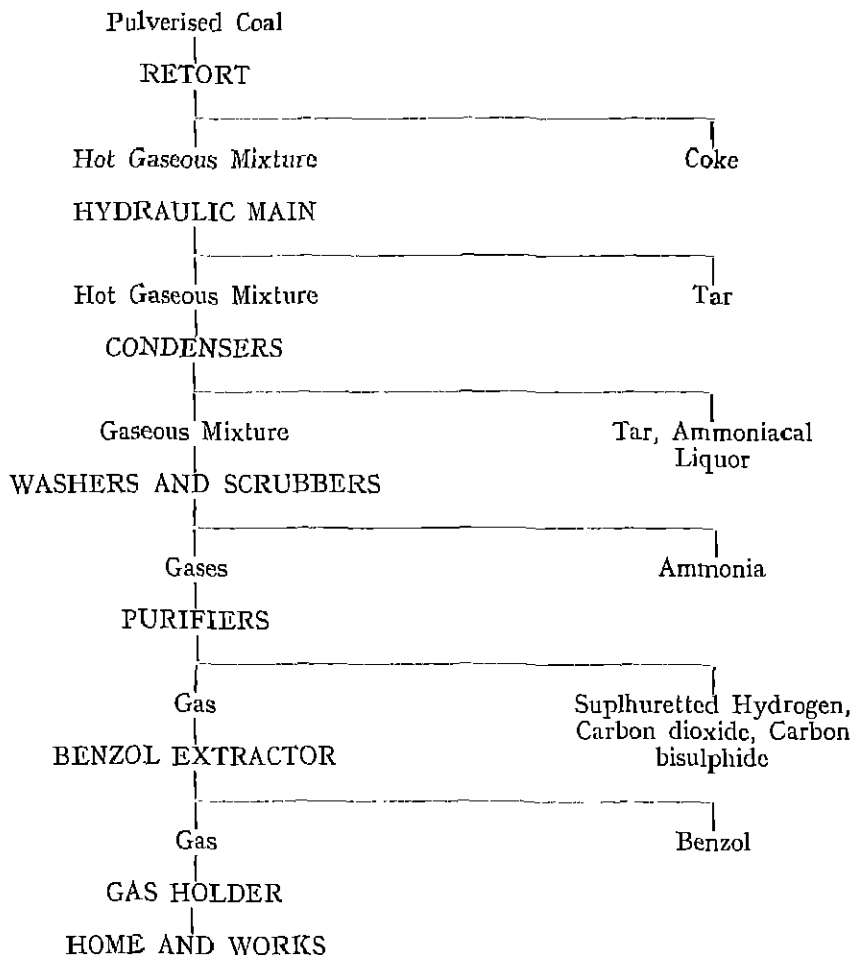 Pulverised Coal
RETORT
Hot Gaseous Mixture Coke
HYDRAULIC MAIN
Hot Gaseous Mixture Tar
CONDENSERS
Gaseous Mixture Tar, Ammoniacal
Liquor
WASHERS AND SCRUBBERS
Gases Ammonia
PURIFIERS
Gas Suplhuretted Hydrogen,
Carbon dioxide, Carbon
BENZOL EXTRACTOR bisulphide
Gas Benzol
GAS HOLDER
HOME AND WORKS